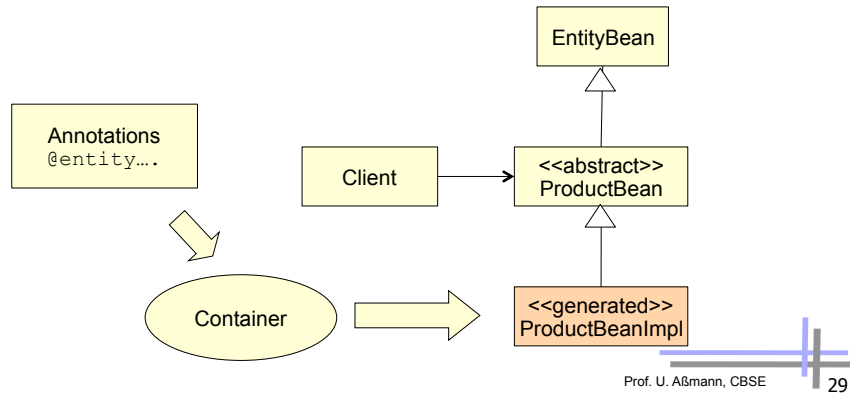 EntityBean
Annotations
@entity….
Client
<<abstract>>
ProductBean
Container
<<generated>>
ProductBeanImpl
Prof. U. Aßmann, CBSE
29